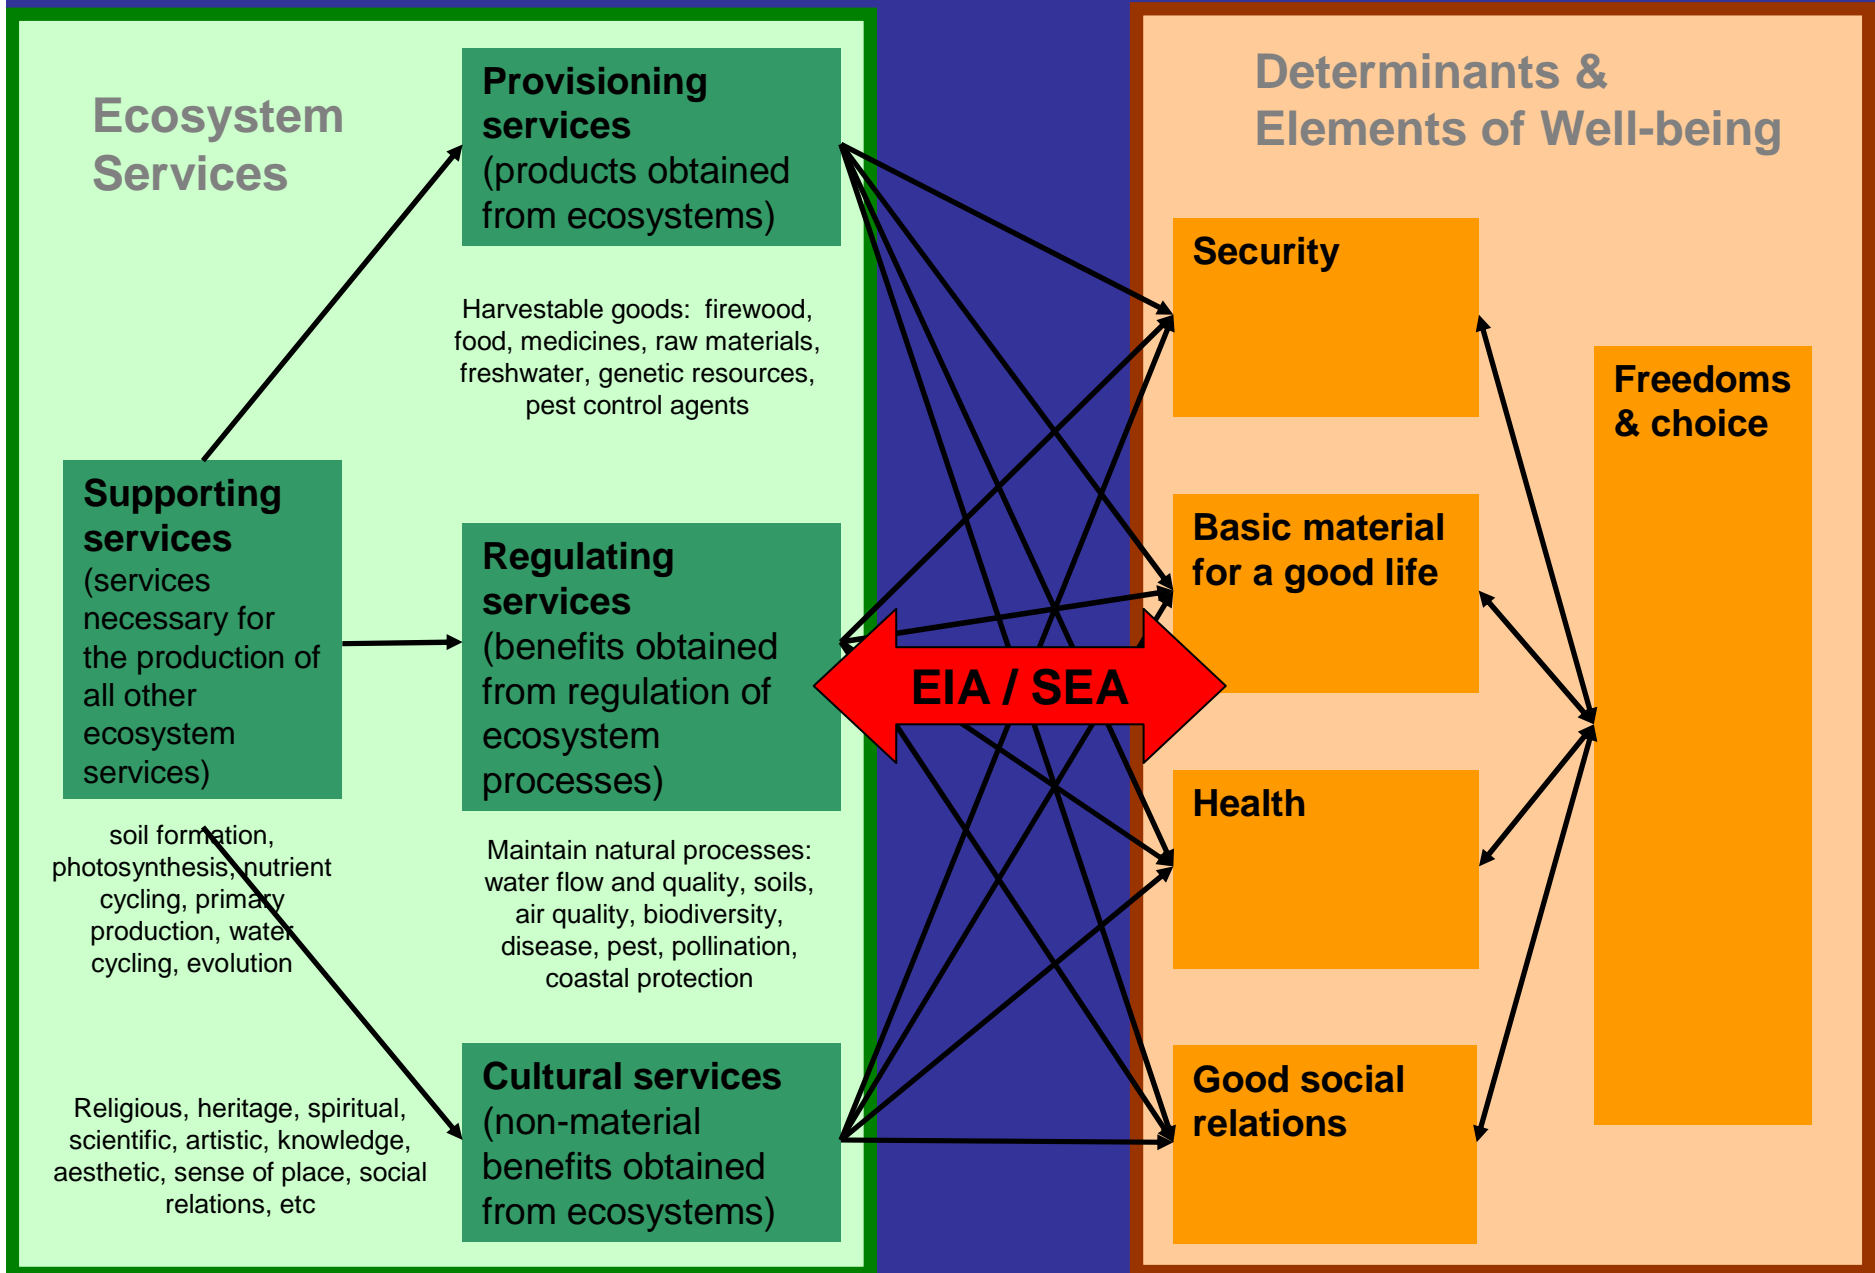 Ecosystem
Services
Provisioning
services
(products obtained
from ecosystems)
Harvestable goods:  firewood,
food, medicines, raw materials,
freshwater, genetic resources,
pest control agents
Supporting
services
(services
necessary for
the production of
all other
ecosystem
services)
soil formation,
photosynthesis, nutrient
cycling, primary
production, water
cycling, evolution
Regulating
services
(benefits obtained
from regulation of
ecosystem
processes)
Maintain natural processes:
water flow and quality, soils,
air quality, biodiversity,
disease, pest, pollination,
coastal protection
Religious, heritage, spiritual,
scientific, artistic, knowledge,
aesthetic, sense of place, social
relations, etc
Cultural services
(non-material
benefits obtained
from ecosystems)
EIA / SEA
Determinants &
Elements of Well-being
Security
Basic material
for a good life
Health
Good social
relations
Freedoms
& choice